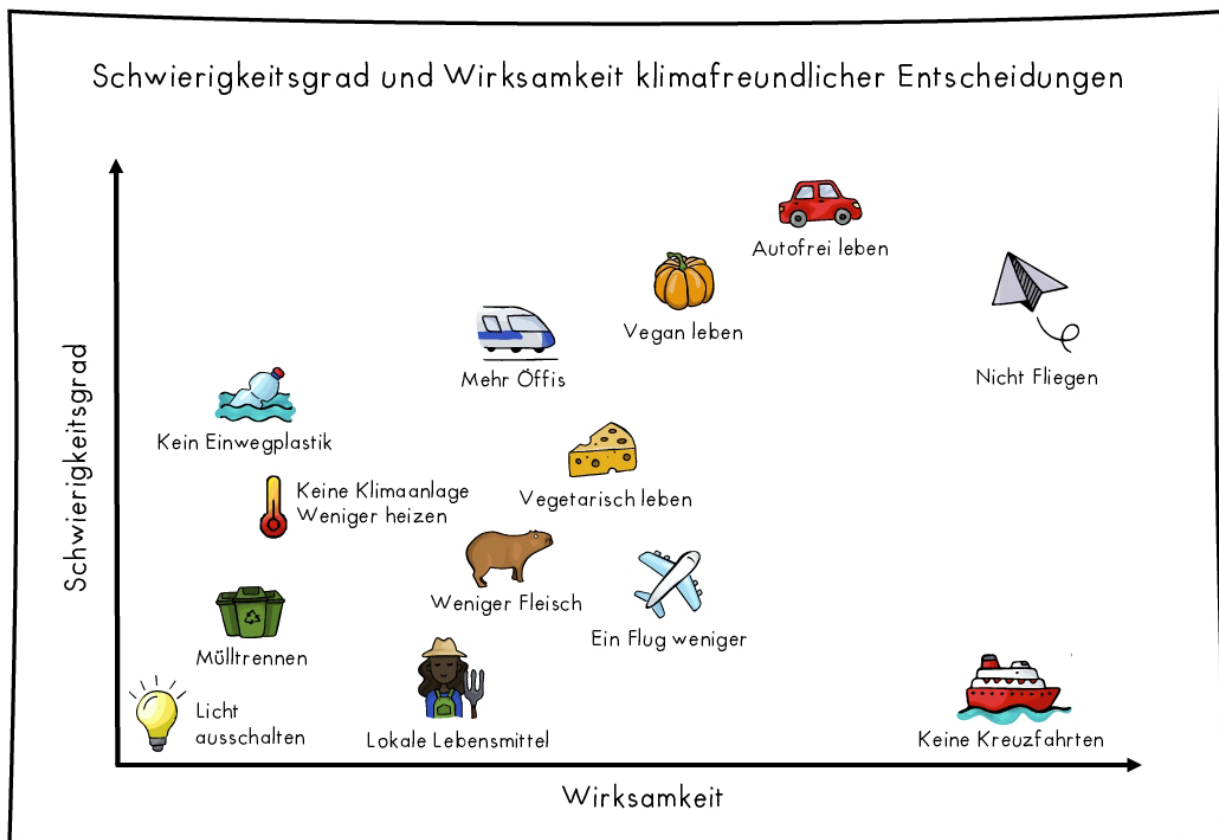 Schwierigkeitsgrad und Wirksamkeit klimafreundlicher Entscheidungen
Autofrei leben
Vegan leben
Mehr Öffis
Nicht Fliegen
Kein Einwegplastik
Keine Klimaanlage
Weniger heizen
Vegetarisch leben
Weniger Fleisch
Ein Flug weniger
Mülltrennen
Licht
ausschalten
Lokale Lebensmittel
Keine Kreuzfahrten
Schwierigkeitsgrad
Wirksamkeit